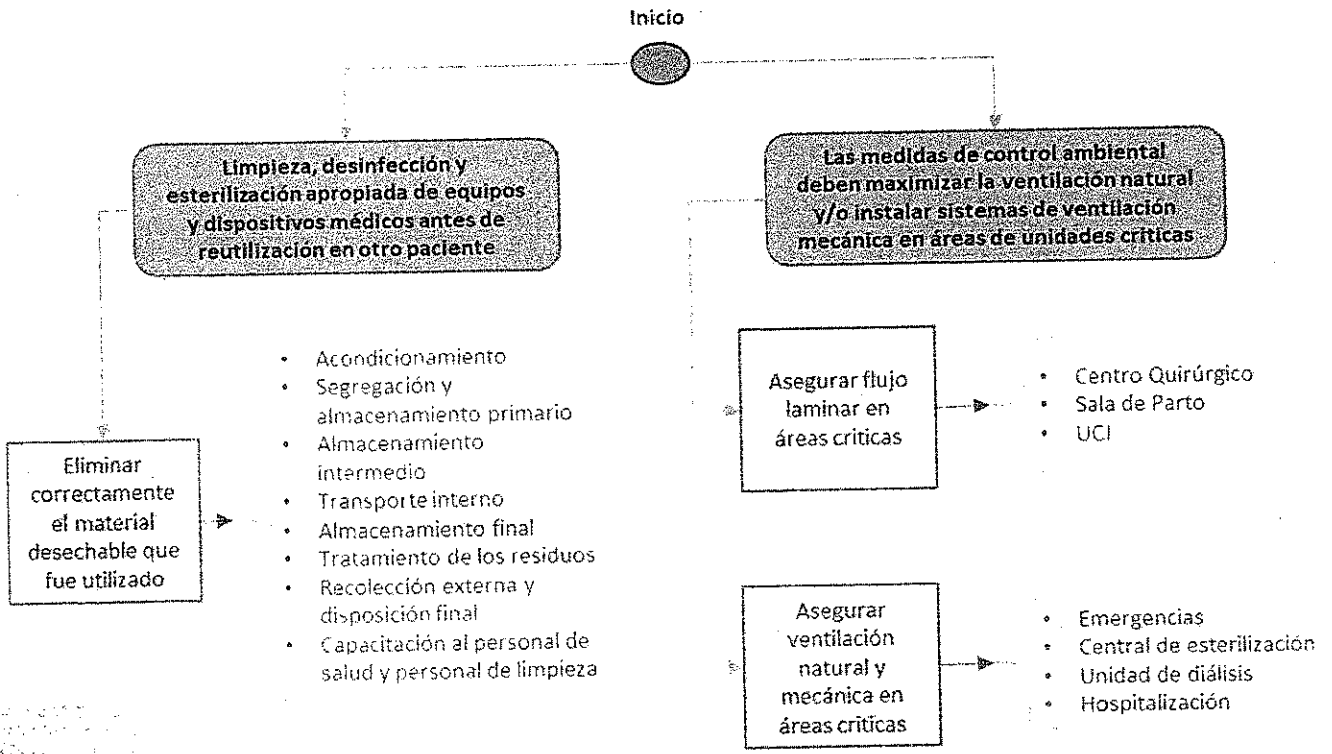 Inicio
Limpieza, desinfección y
esterilización apropiada de equipos
y dispositivos médicos antes de
reutilización en otro paciente
Las medidas de control ambiental
deben maximizar la ventilación natural
y/o instalar sistemas de ventilación
mecánica en áreas de unidades críticas
Eliminar
correctamente
el material
desechable que
fue utilizado
• Acondicionamiento
• Segregación y
almacenamiento primario
• Almacenamiento
intermedio
• Transporte interno
• Almacenamiento final
• Tratamiento de los residuos
• Recolección externa y
disposición final
• Capacitación al personal de
salud y personal de limpieza
Asegurar flujo
laminar en
áreas criticas
• Centro Quirúrgico
• Sala de Parto
• UCI
Asegurar
ventilación
natural y
mecánica en
áreas criticas
• Emergencias
• Central de esterilización
• Unidad de diálisis
• Hospitalización